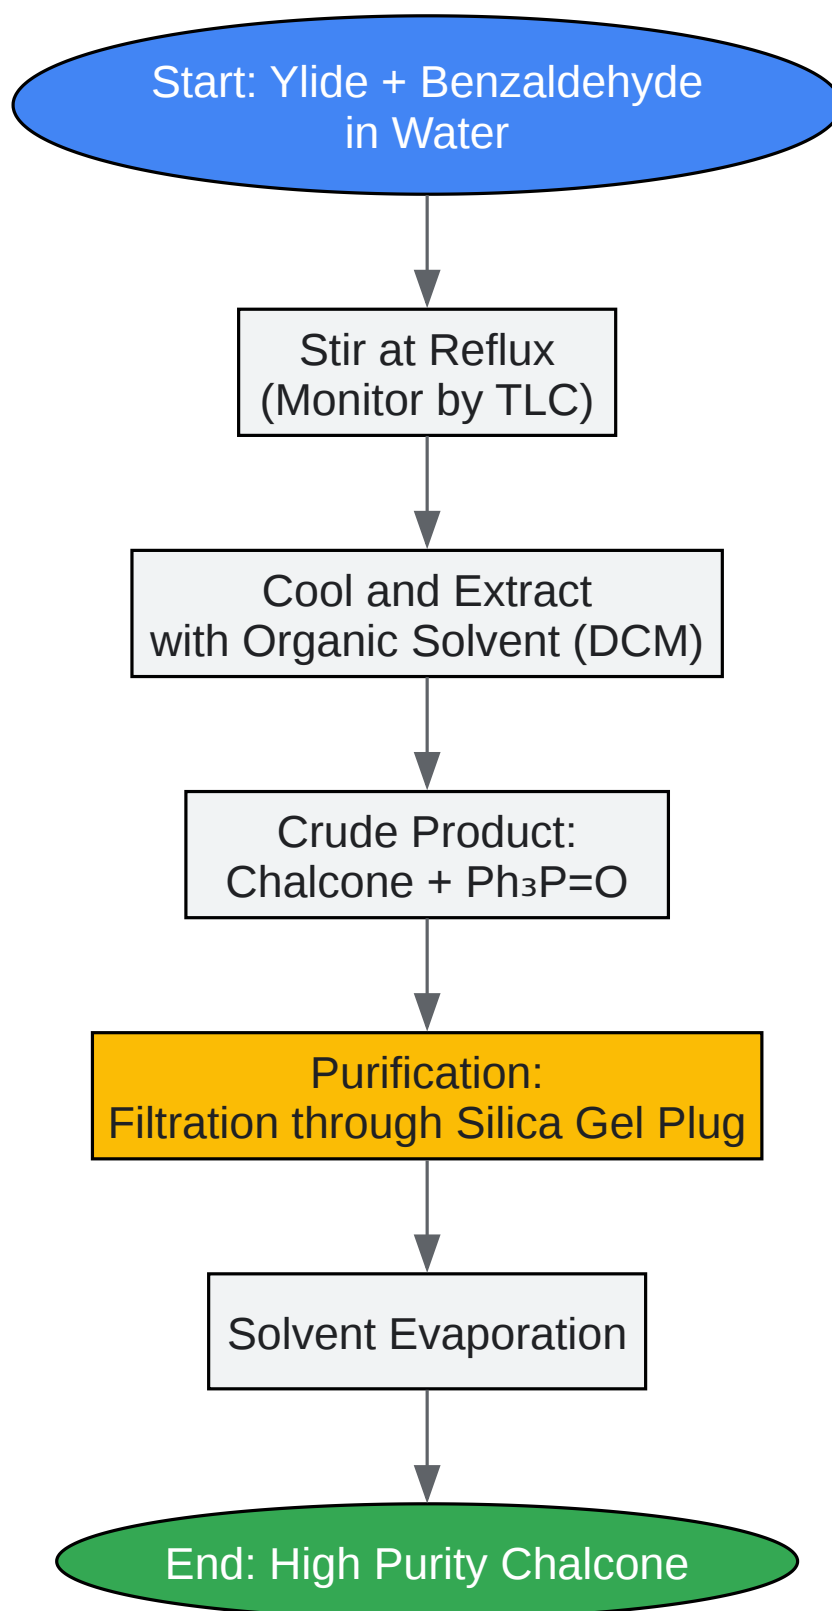 Start: Ylide + Benzaldehyde
in Water
Stir at Reflux
(Monitor by TLC)
Cool and Extract
with Organic Solvent (DCM)
Crude Product:
Chalcone + Ph₃P=O
Purification:
Filtration through Silica Gel Plug
Solvent Evaporation
End: High Purity Chalcone